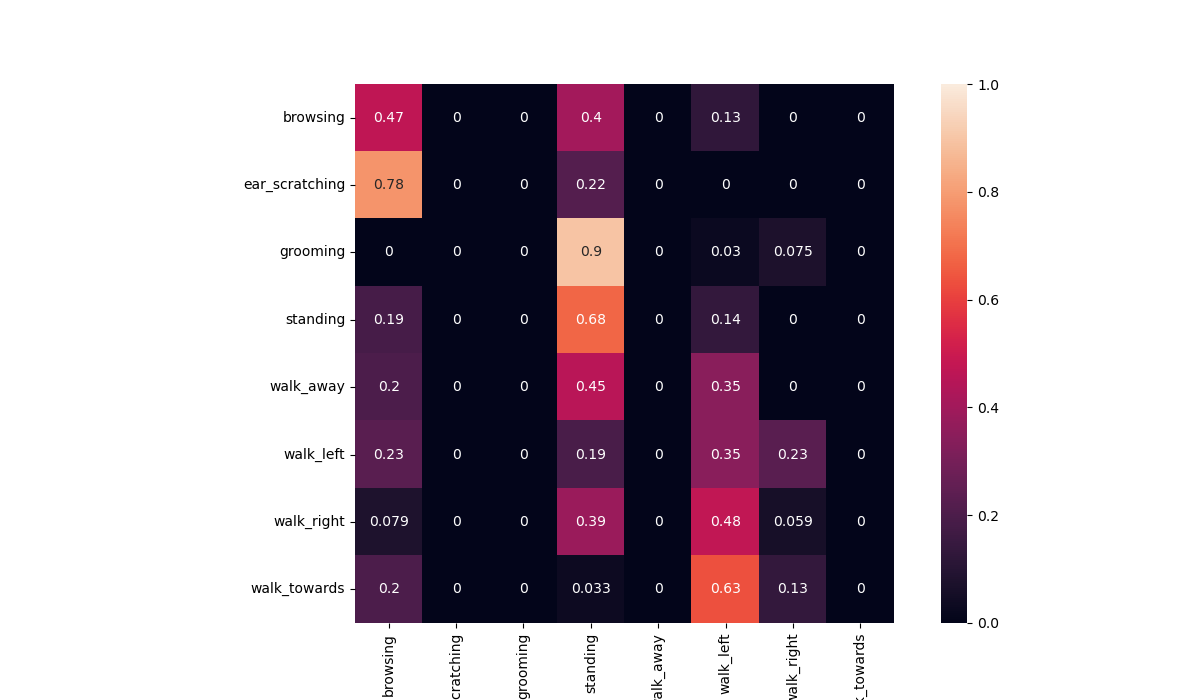 browsing 0.47 0 0 0.4 0 0.13 0 0
ear_scratching 0.78 0 0 0.22 0 0 0 0
grooming 0 0 0 0.9 0 0.03 0.075 0
standing 0.19 0 0 0.68 0 0.14 0 0
walk_away 0.2 0 0 0.45 0 0.35 0 0
walk_left 0.23 0 0 0.19 0 0.35 0.23 0
walk_right 0.079 0 0 0.39 0 0.48 0.059 0
walk_towards 0.2 0 0 0.033 0 0.63 0.13 0
browsing
cratching
grooming
standing
alk_away
walk_left
walk_right
k_towards
1.0
0.8
0.6
0.4
0.2
0.0